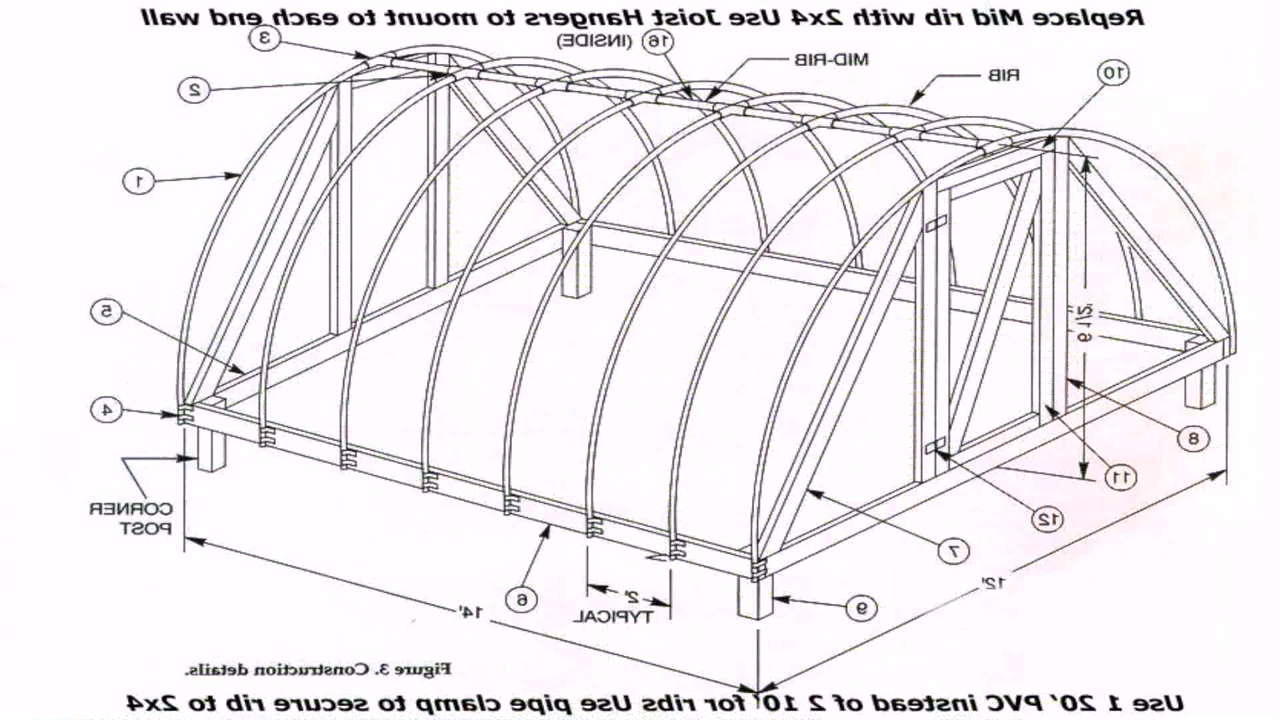 Replace Mid rib with 2x4 Use Joist Hangers to mount to each end wall
3
16 (INSIDE)
MID-RIB
RIB
10
2
1
5
6 1/2'
4
8
11
CORNER
POST
12
7
12'
6
2'
TYPICAL
14'
9
Figure 3. Construction details.
Use 1 20' PVC instead of 2 10' for ribs Use pipe clamp to secure rib to 2x4